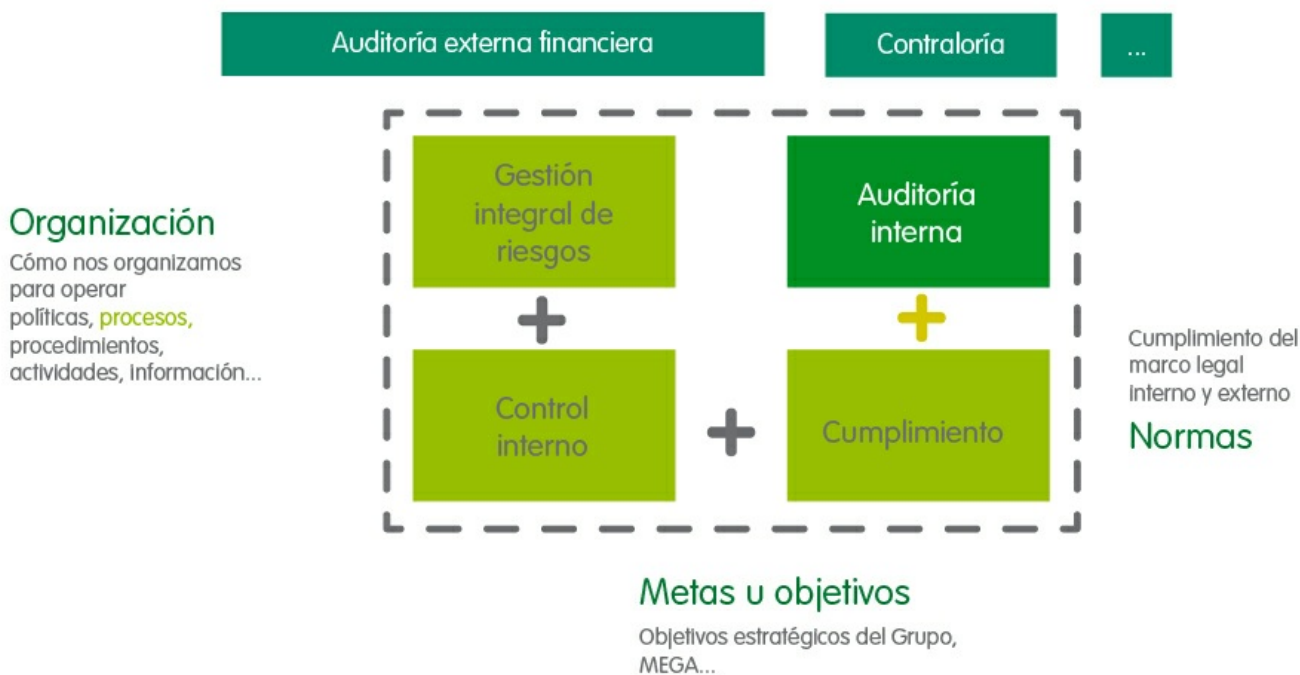 Auditoría externa financiera
Contraloría
...
Gestión
integral de
riesgos
Auditoría
interna
Organización
Cómo nos organizamos
para operar
políticas, procesos,
procedimientos,
actividades, información...
+
+
Control
interno
+
Cumplimiento
Cumplimiento del
marco legal
interno y externo
Normas
Metas u objetivos
Objetivos estratégicos del Grupo,
MEGA...